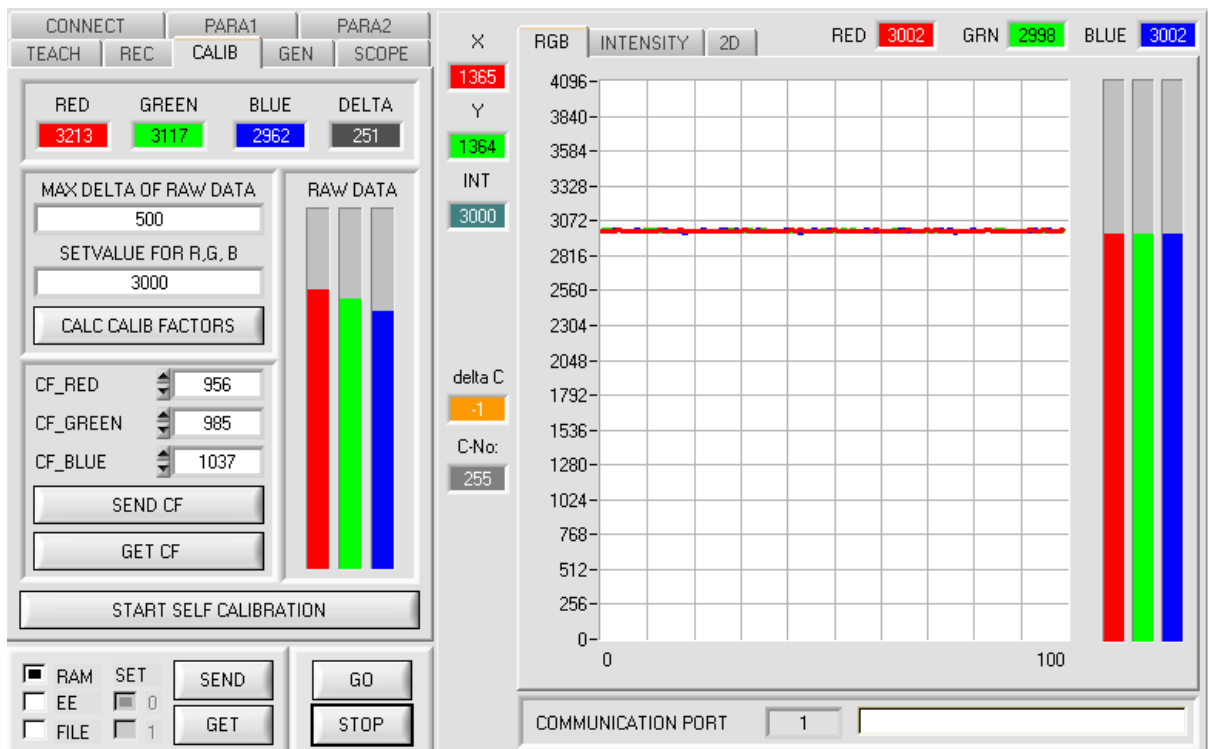 CONNECT PARA1 PARA2
TEACH REC CALIB GEN SCOPE
RED GREEN BLUE DELTA
3213 3117 2962 251
MAX DELTA OF RAW DATA
500
SETVALUE FOR R,G, B
3000
CALC CALIB FACTORS
RAW DATA
CF_RED 956
CF_GREEN 985
CF_BLUE 1037
SEND CF
GET CF
START SELF CALIBRATION
RAM SET
EE 0
FILE 1
SEND
GET
GO
STOP
X
1365
Y
1364
INT
3000
delta C
-1
C-No:
255
RGB INTENSITY 2D
RED 3002 GRN 2998 BLUE 3002
4096
3840
3584
3328
3072
2816
2560
2304
2048
1792
1536
1280
1024
768
512
256
0
0 100
COMMUNICATION PORT 1